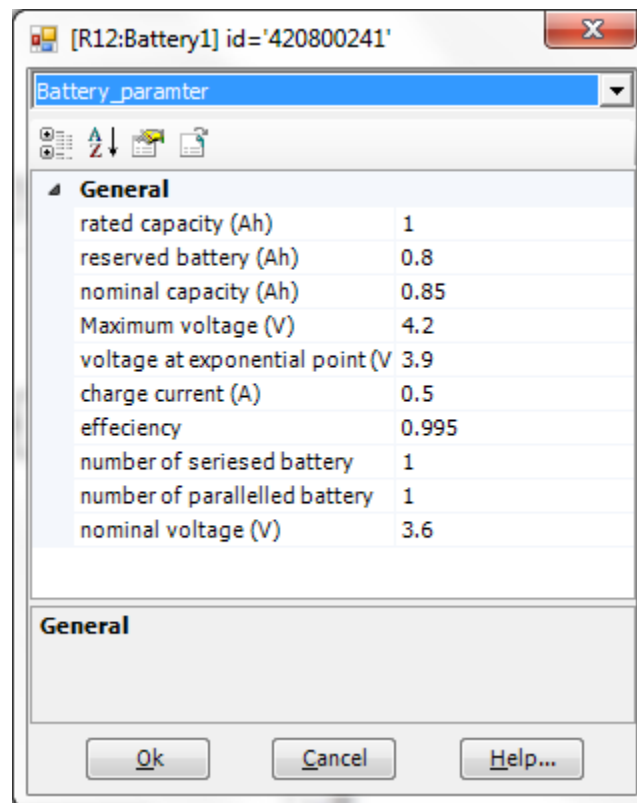 [R12:Battery1] id='420800241'
Battery_paramter
General
rated capacity (Ah) 1
reserved battery (Ah) 0.8
nominal capacity (Ah) 0.85
Maximum voltage (V) 4.2
voltage at exponential point (V 3.9
charge current (A) 0.5
effeciency 0.995
number of seriesed battery 1
number of parallelled battery 1
nominal voltage (V) 3.6
General
Ok Cancel Help...